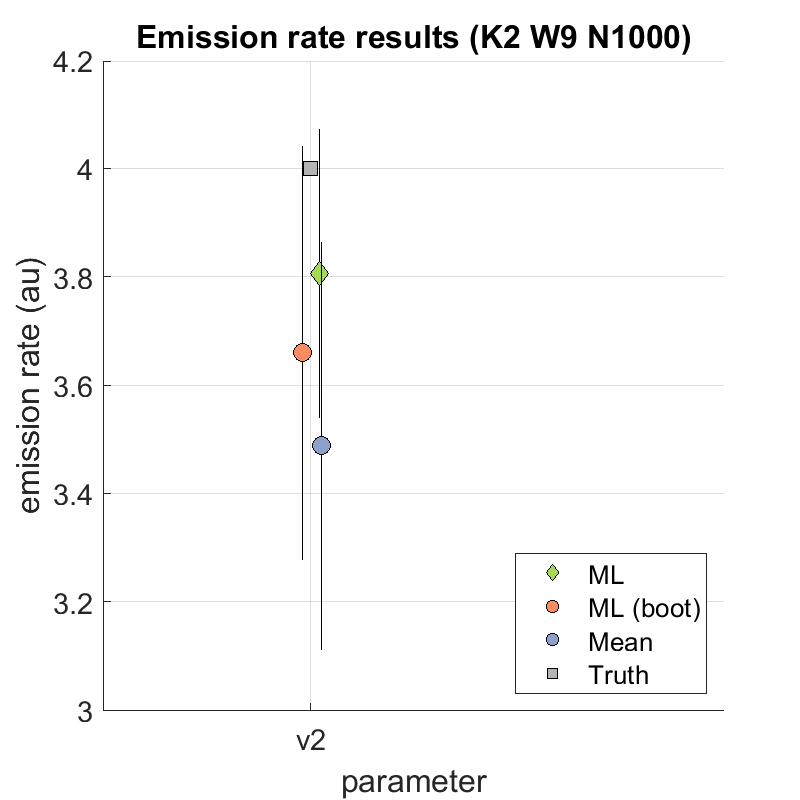 Emission rate results (K2 W9 N1000)
4.2
4
3.8
3.6
3.4
3.2
3
emission rate (au)
ML
ML (boot)
Mean
Truth
v2
parameter